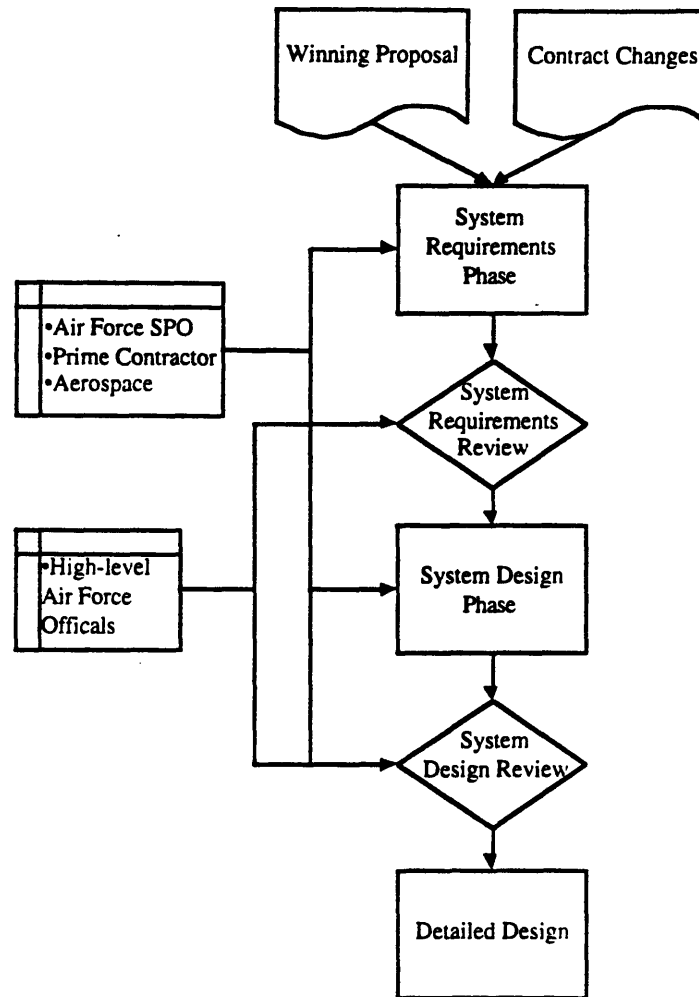 Winning Proposal
Contract Changes
System
Requirements
Phase
•Air Force SPO
•Prime Contractor
•Aerospace
System
Requirements
Review
•High-level
Air Force
Officals
System Design
Phase
System
Design Review
Detailed Design